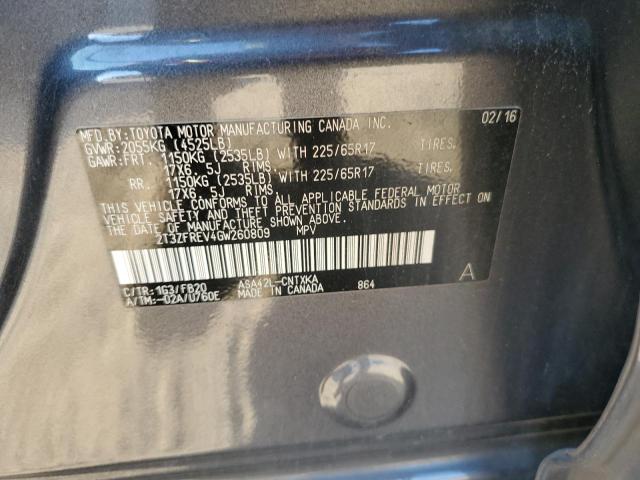 MFD.BY:TOYOTA MOTOR MANUFACTURING CANADA INC. 02/16
GVWR:2055KG (4525LB)
GAWR:FRT. 1150KG (2535LB) WITH 225/65R17 TIRES.
17X6. 5J RIMS.
RR. 1150KG (2535LB) WITH 225/65R17 TIRES.
17X6. 5J RIMS.
THIS VEHICLE CONFORMS TO ALL APPLICABLE FEDERAL MOTOR
VEHICLE SAFETY AND THEFT PREVENTION STANDARDS IN EFFECT ON
THE DATE OF MANUFACTURE SHOWN ABOVE.
2T3ZFREV4GW260809 MPV
A
C/TR:1G3/FB20 ASA42L-CNTXKA
A/TM:-02A/U760E MADE IN CANADA 864